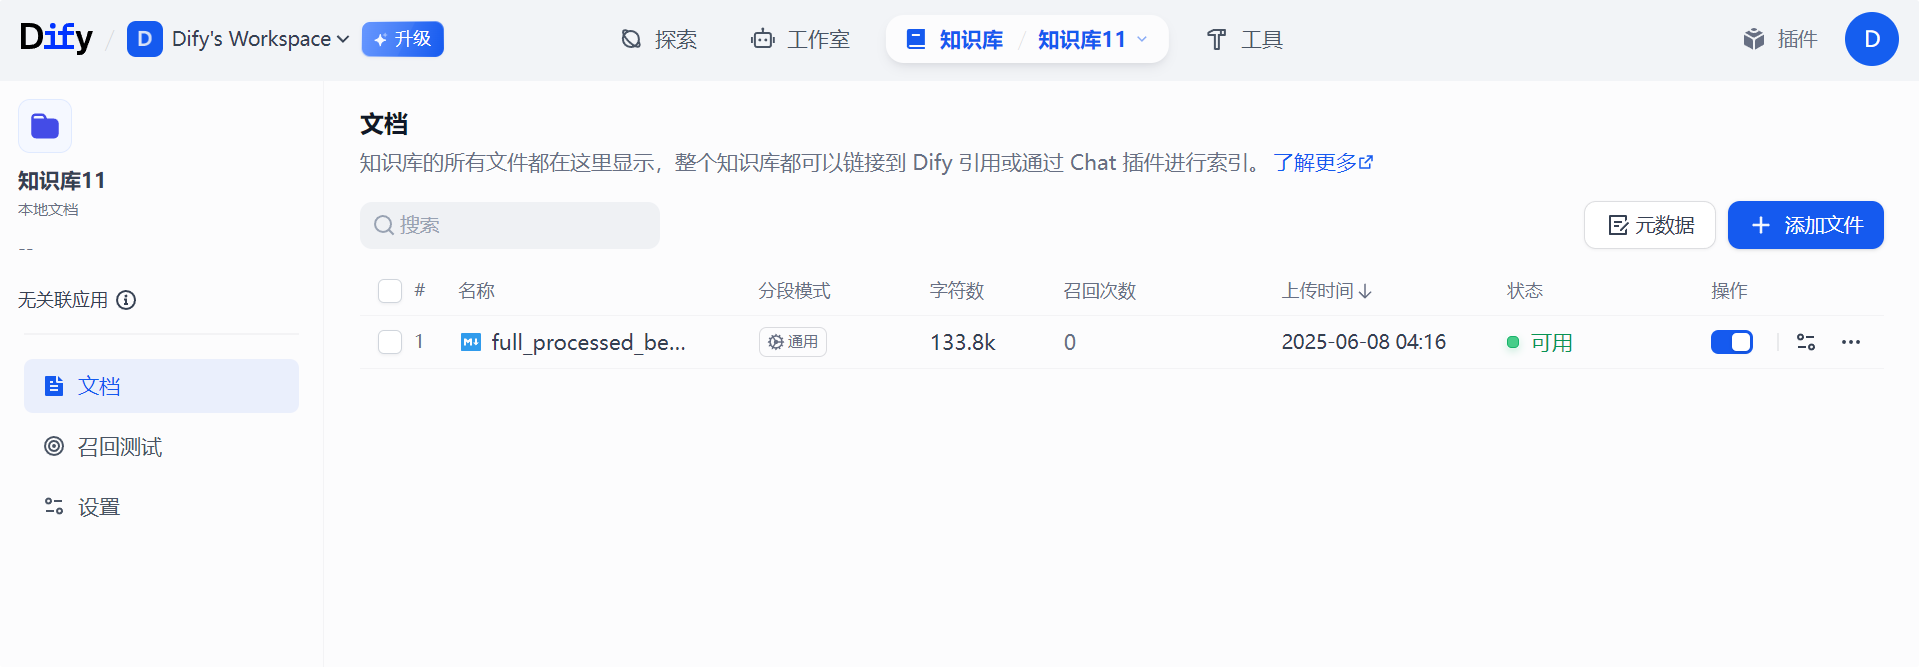 Dify / D Dify's Workspace 升级 探索 工作室 知识库 / 知识库11 工具 插件 D
知识库11
本地文档
--
无关联应用
文档
召回测试
设置
文档
知识库的所有文件都在这里显示，整个知识库都可以链接到 Dify 引用或通过 Chat 插件进行索引。 了解更多
搜索 元数据 添加文件
# 名称 分段模式 字符数 召回次数 上传时间 状态 操作
1 full_processed_be... 通用 133.8k 0 2025-06-08 04:16 可用